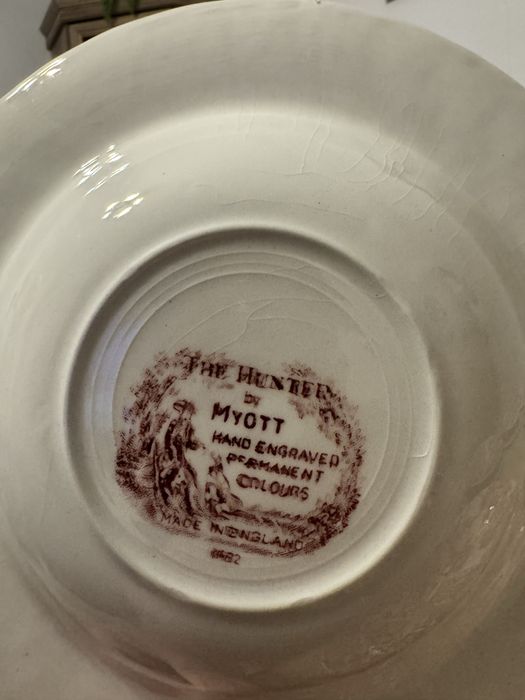 THE HUNTER
by
MYOTT
HAND ENGRAVED
PERMANENT
COLOURS
MADE IN ENGLAND